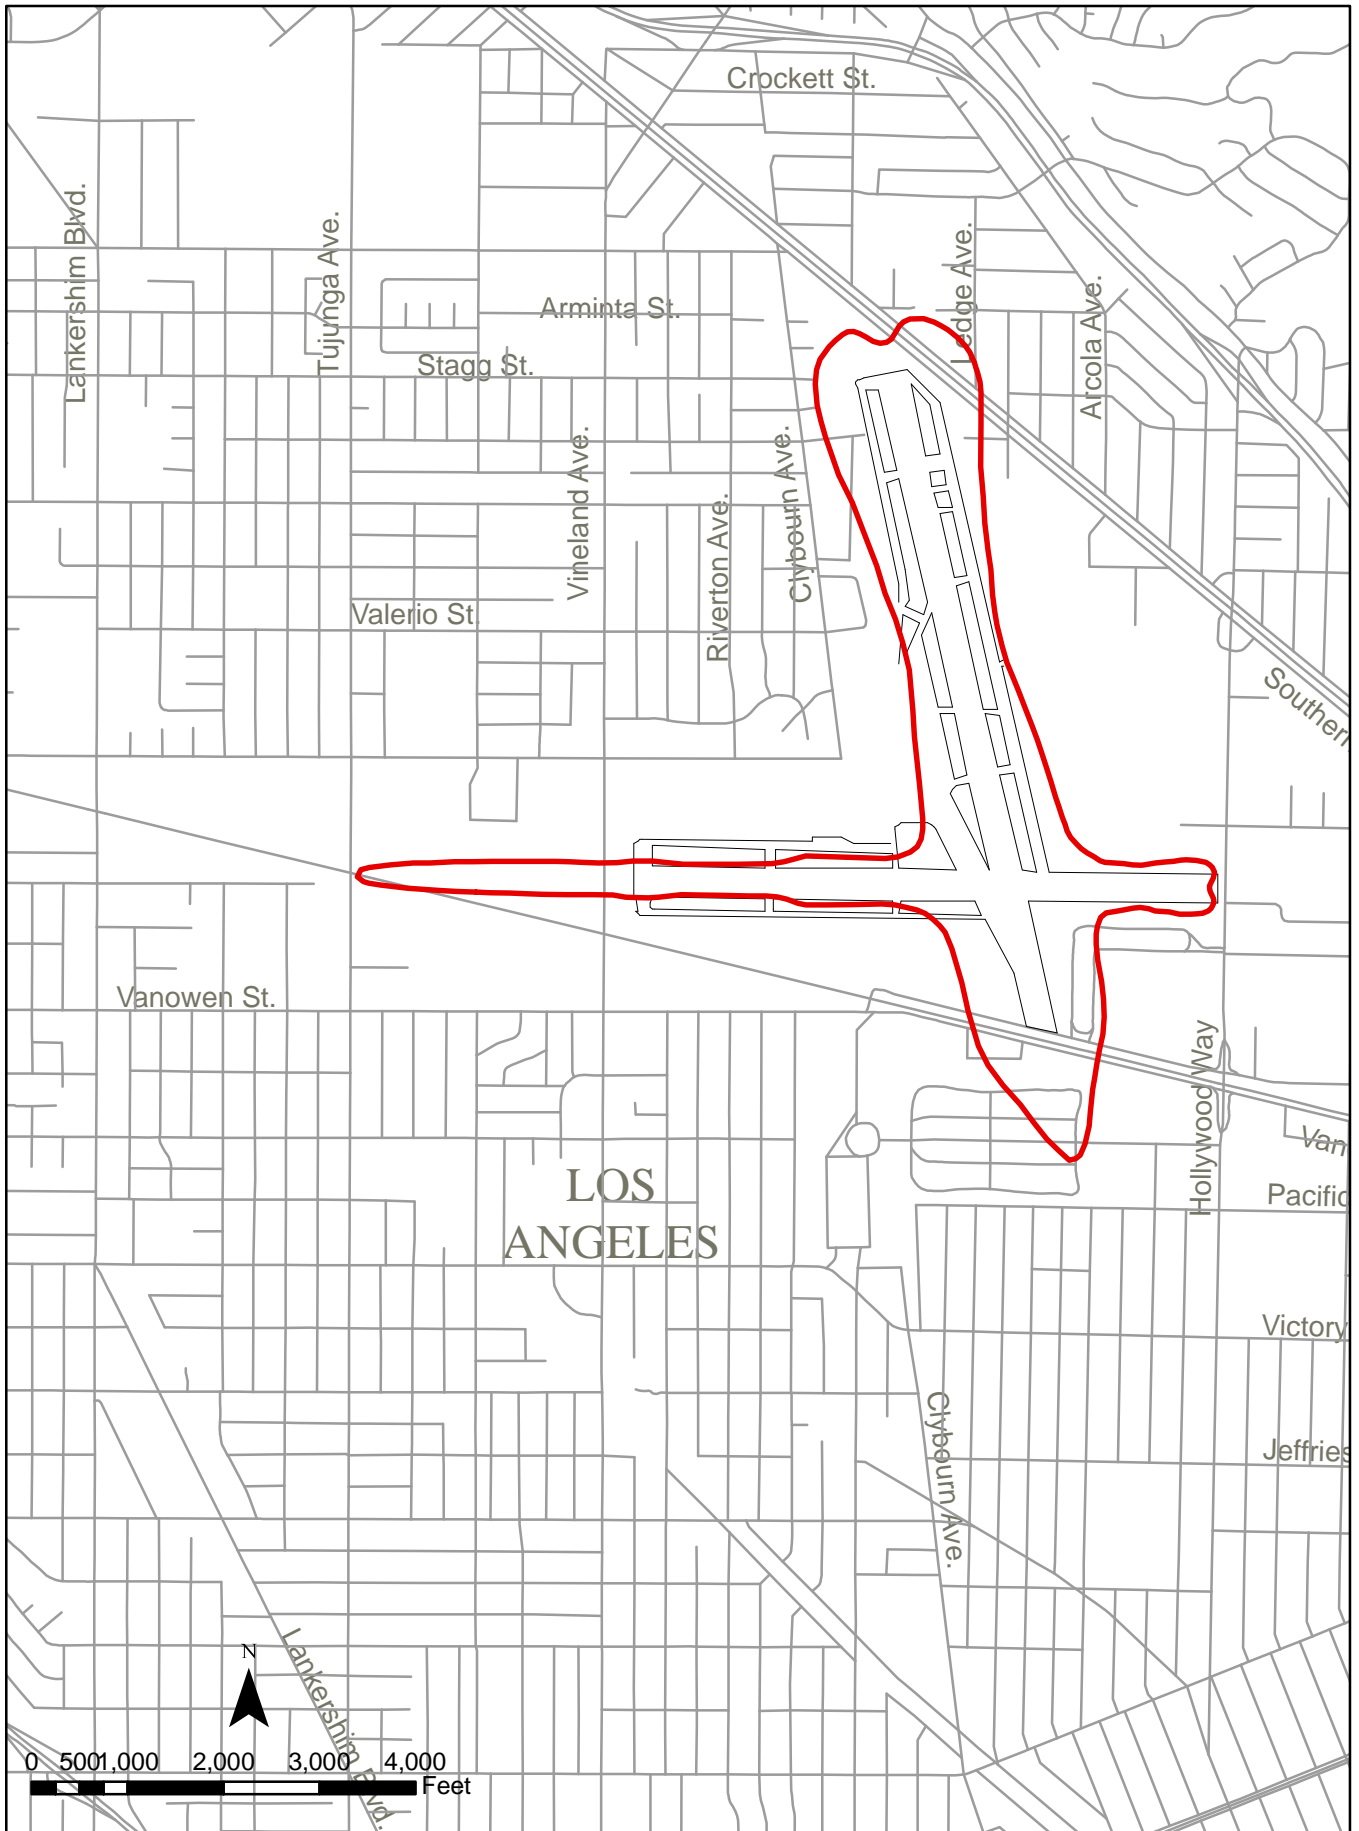 Crockett St.
Lankershim Blvd.
Tujunga Ave.
Ledge Ave.
Arminta St.
Arcola Ave.
Stagg St.
Vineland Ave.
Clybourn Ave.
Riverton Ave.
Valerio St.
Southern
Vanowen St.
Hollywood Way
Van
LOS
ANGELES
Pacific
Victory
Clybourn Ave.
Jeffries
N
Lankershim Blvd.
0 500 1,000 2,000 3,000 4,000
Feet